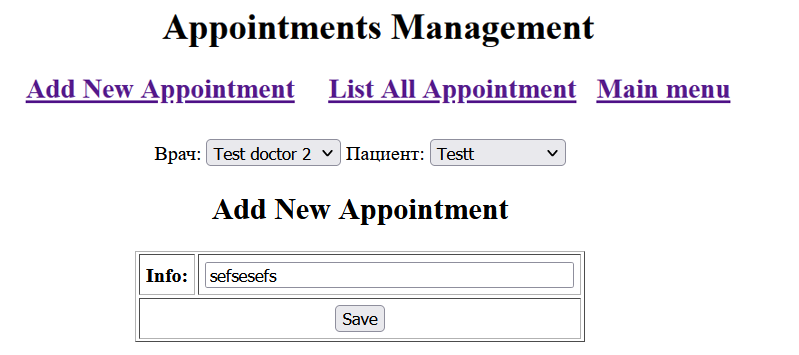 Appointments Management
Add New Appointment List All Appointment Main menu
Врач: Test doctor 2 Пациент: Testt
Add New Appointment
Info: sefsesefs
Save